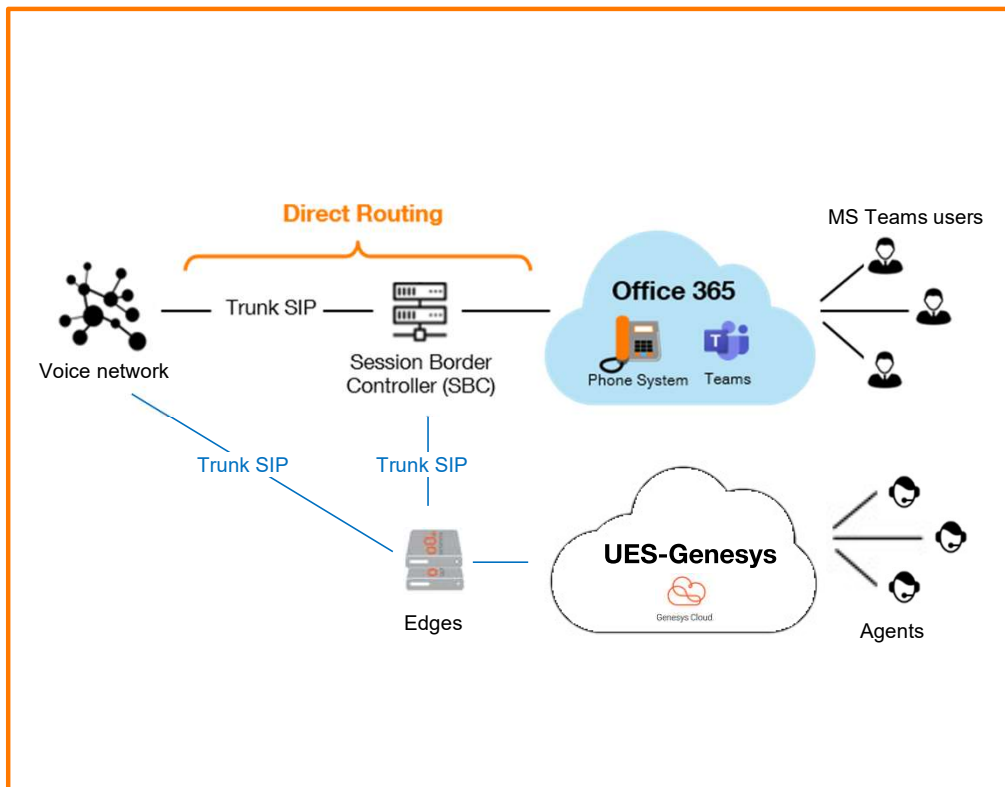 Direct Routing
MS Teams users
Office 365
Trunk SIP
Voice network
Session Border
Controller (SBC)
Phone System
T
Teams
Trunk SIP
Trunk SIP
UES-Genesys
Genesys Cloud
Edges
Agents